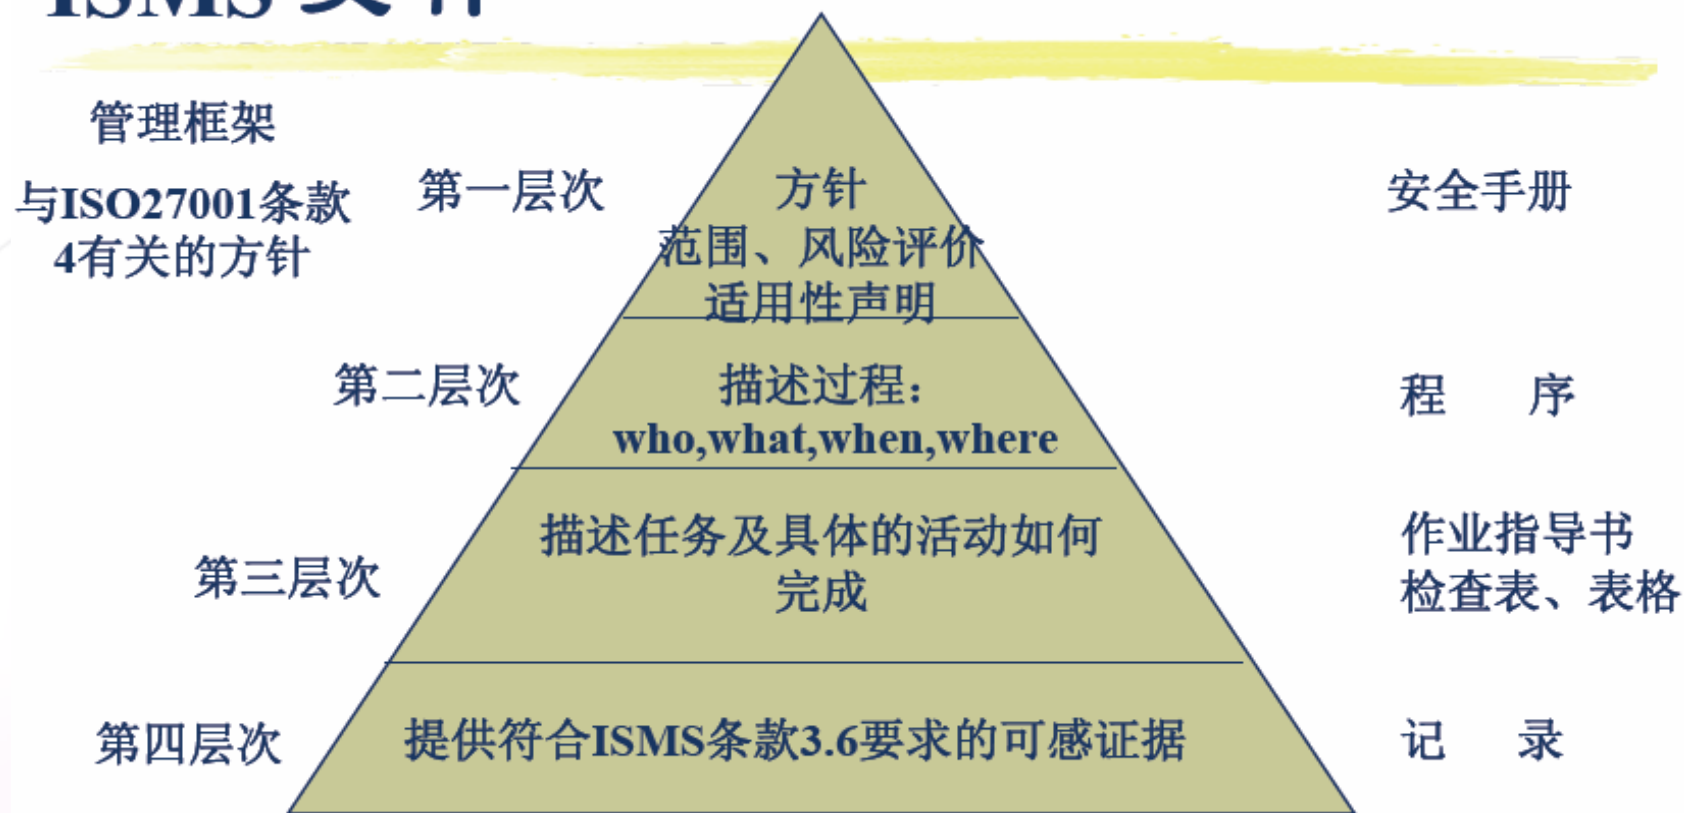 ISMS 文件
管理框架
与ISO27001条款
4有关的方针
第一层次
方针
范围、风险评价
适用性声明
安全手册
第二层次
描述过程：
who,what,when,where
程 序
第三层次
描述任务及具体的活动如何
完成
作业指导书
检查表、表格
第四层次
提供符合ISMS条款3.6要求的可感证据
记 录